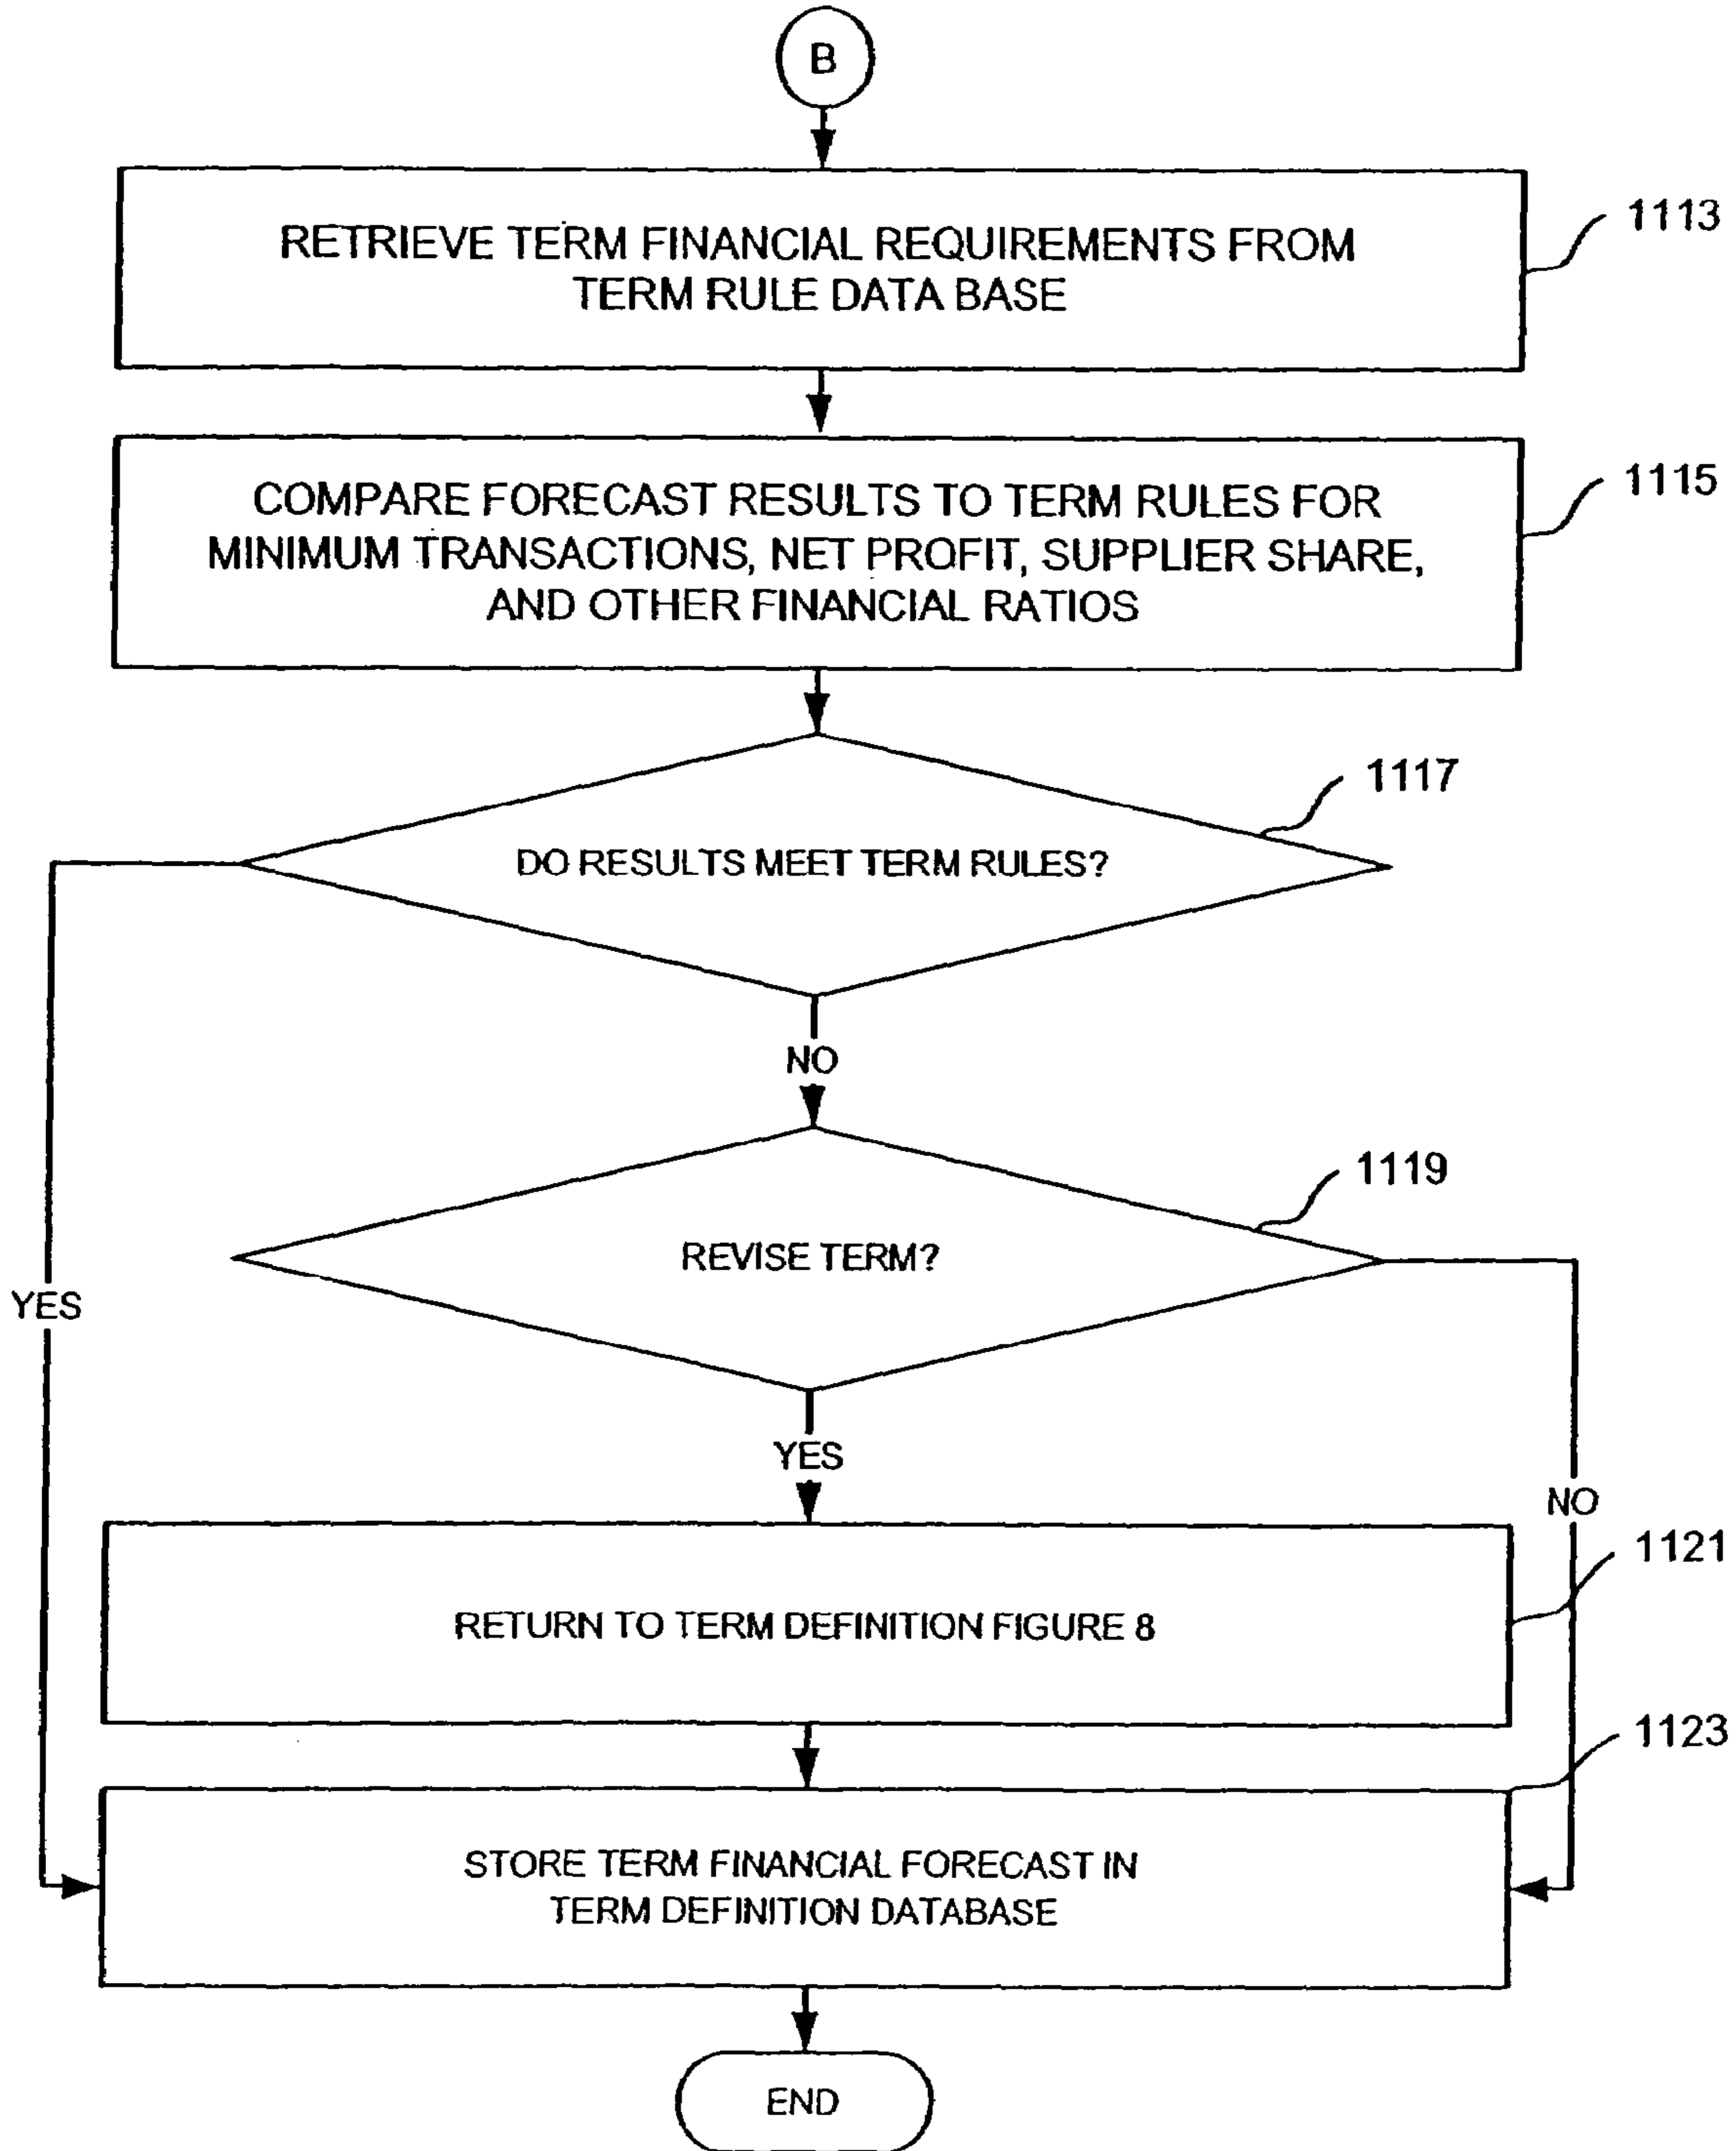 B
RETRIEVE TERM FINANCIAL REQUIREMENTS FROM
TERM RULE DATA BASE
1113
COMPARE FORECAST RESULTS TO TERM RULES FOR
MINIMUM TRANSACTIONS, NET PROFIT, SUPPLIER SHARE,
AND OTHER FINANCIAL RATIOS
1115
1117
DO RESULTS MEET TERM RULES?
NO
1119
REVISE TERM?
YES
YES
NO
1121
RETURN TO TERM DEFINITION FIGURE 8
1123
STORE TERM FINANCIAL FORECAST IN
TERM DEFINITION DATABASE
END